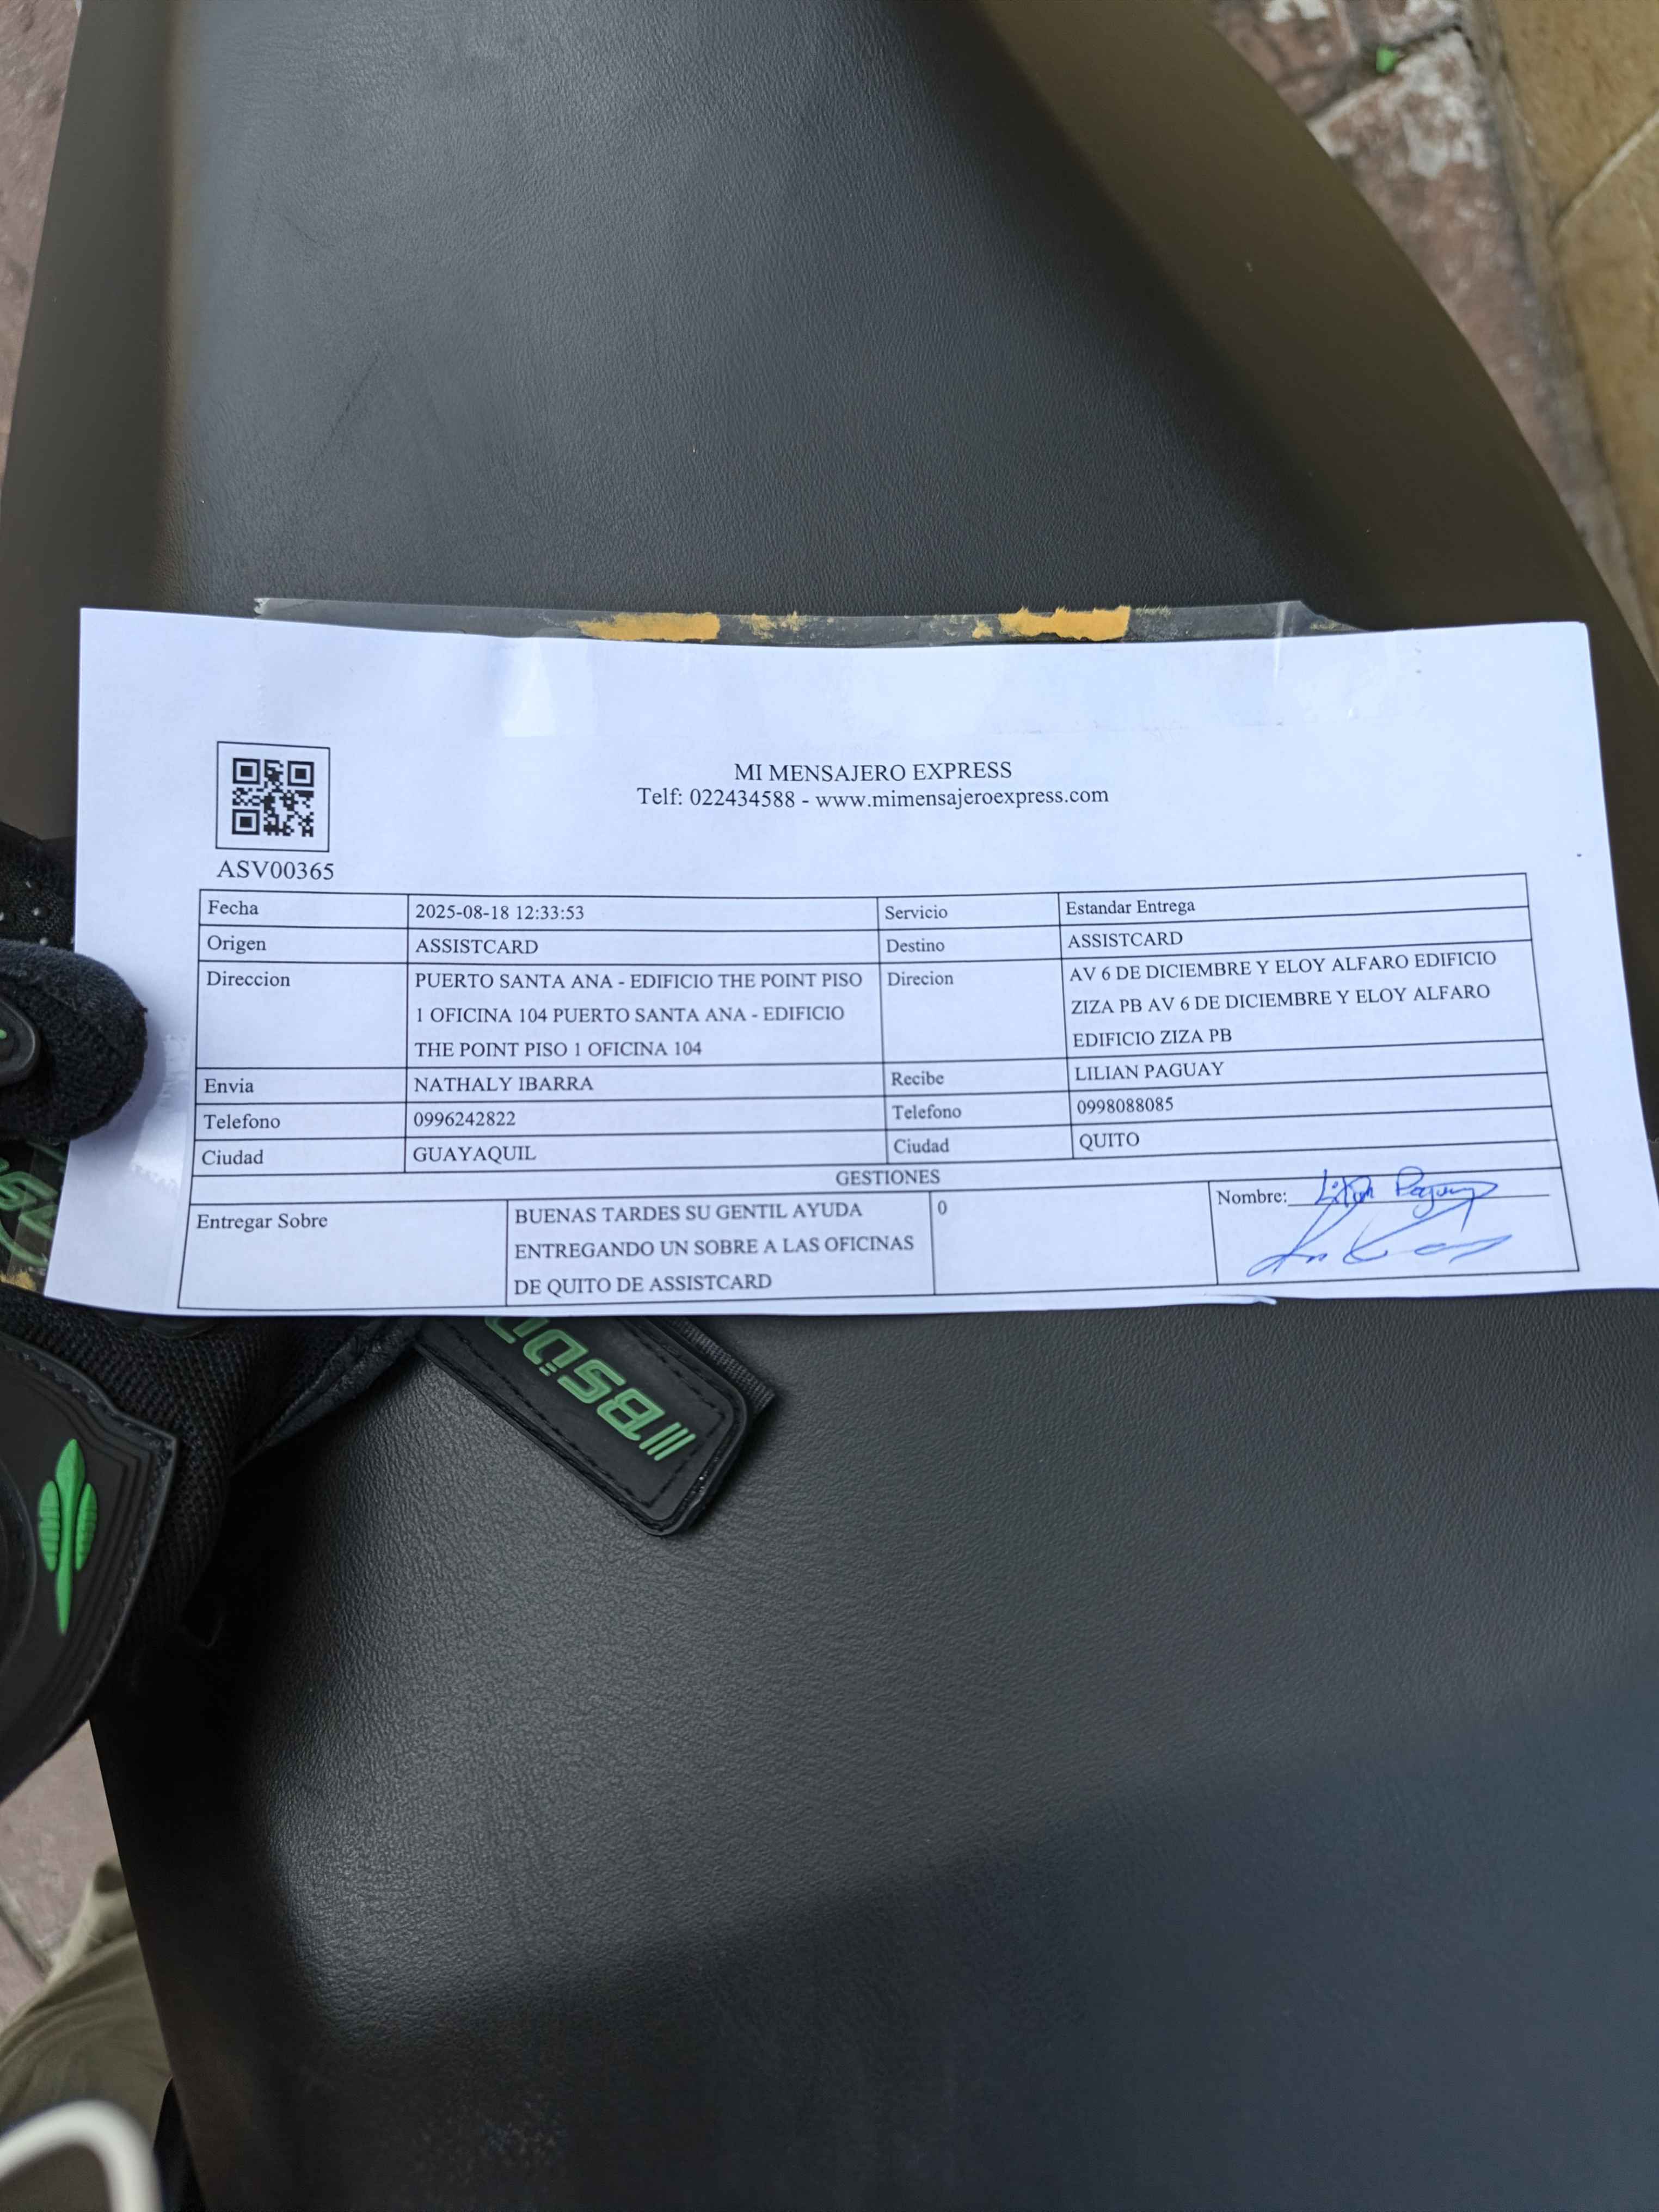 MI MENSAJERO EXPRESS
Telf: 022434588 - www.mimensajeroexpress.com
ASV00365
Fecha 2025-08-18 12:33:53 Servicio Estandar Entrega
Origen ASSISTCARD Destino ASSISTCARD
Direccion PUERTO SANTA ANA - EDIFICIO THE POINT PISO
1 OFICINA 104 PUERTO SANTA ANA - EDIFICIO
THE POINT PISO 1 OFICINA 104
Direcion AV 6 DE DICIEMBRE Y ELOY ALFARO EDIFICIO
ZIZA PB AV 6 DE DICIEMBRE Y ELOY ALFARO
EDIFICIO ZIZA PB
Envia NATHALY IBARRA Recibe LILIAN PAGUAY
Telefono 0996242822 Telefono 0998088085
Ciudad GUAYAQUIL Ciudad QUITO
GESTIONES
Entregar Sobre
BUENAS TARDES SU GENTIL AYUDA
ENTREGANDO UN SOBRE A LAS OFICINAS
DE QUITO DE ASSISTCARD
0
Nombre: Lilian Paguay